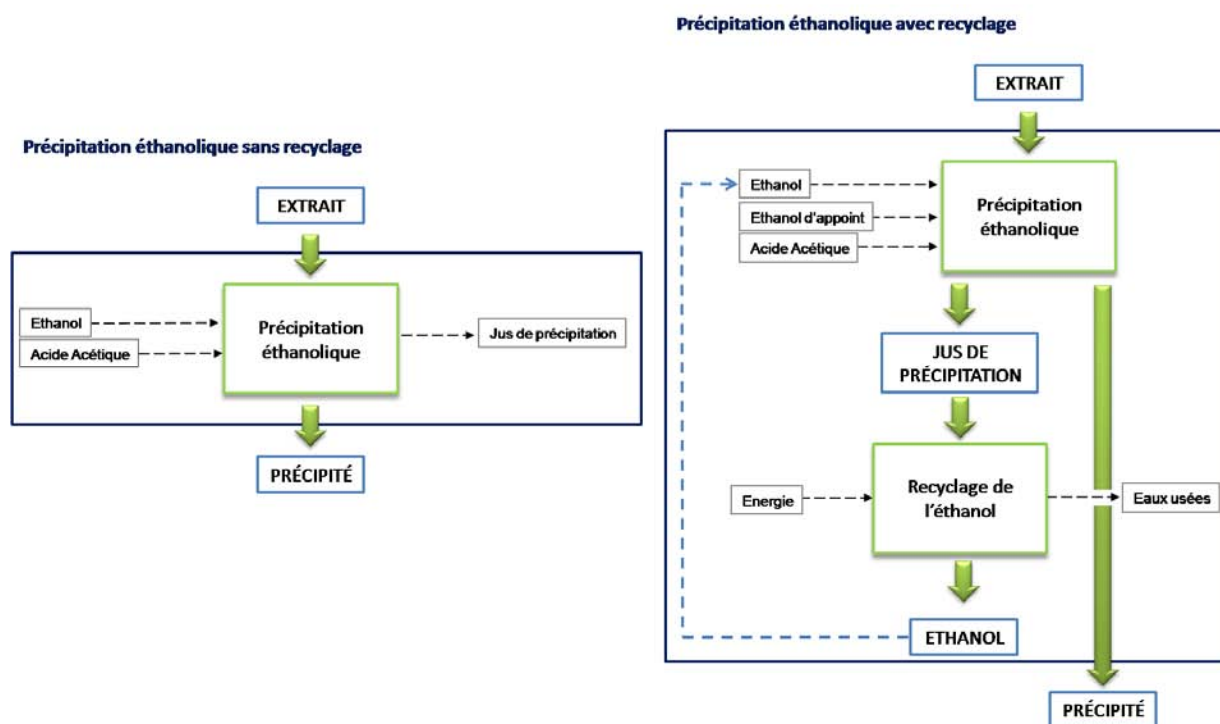 Précipitation éthanolique sans recyclage
EXTRAIT
Ethanol
Acide Acétique
Précipitation
éthanolique
Jus de précipitation
PRÉCIPITÉ
Précipitation éthanolique avec recyclage
EXTRAIT
Ethanol
Ethanol d'appoint
Acide Acétique
Précipitation
éthanolique
JUS DE
PRÉCIPITATION
Energie
Recyclage de
l'éthanol
Eaux usées
ETHANOL
PRÉCIPITÉ